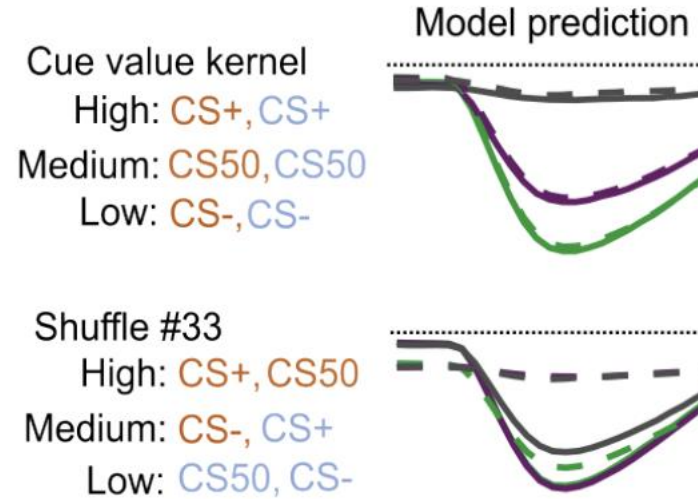 Model prediction
Cue value kernel
High: CS+, CS+
Medium: CS50, CS50
Low: CS-, CS-
Shuffle #33
High: CS+, CS50
Medium: CS-, CS+
Low: CS50, CS-